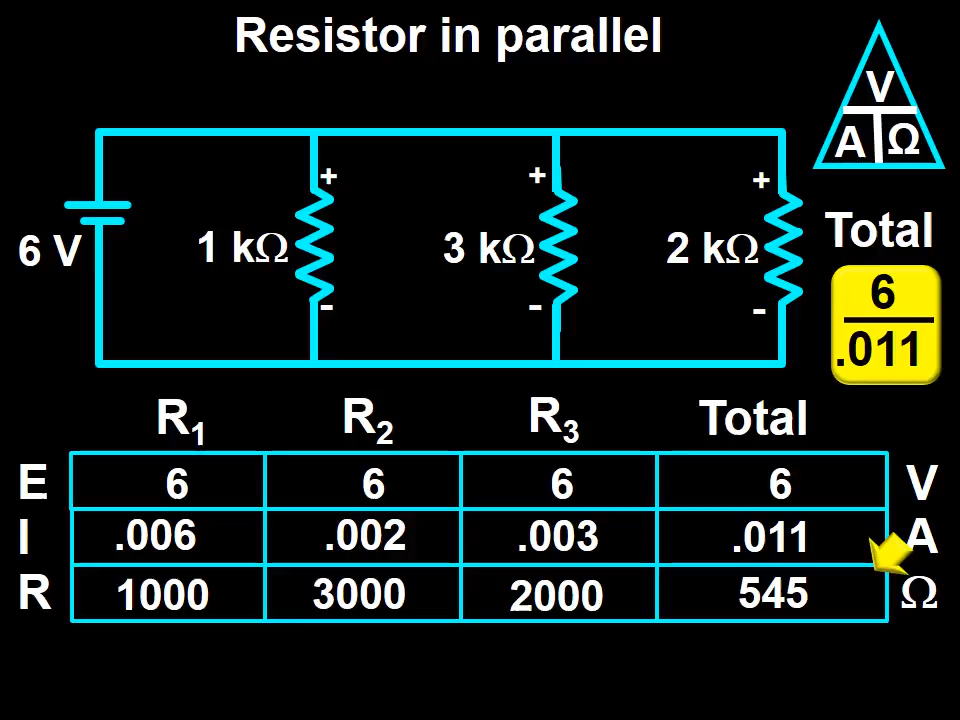 Resistor in parallel
V
A Ω
+ + +
6 V 1 kΩ 3 kΩ 2 kΩ
- - -
Total
6
.011
R1 R2 R3 Total
E 6 6 6 6 V
I .006 .002 .003 .011 A
R 1000 3000 2000 545 Ω